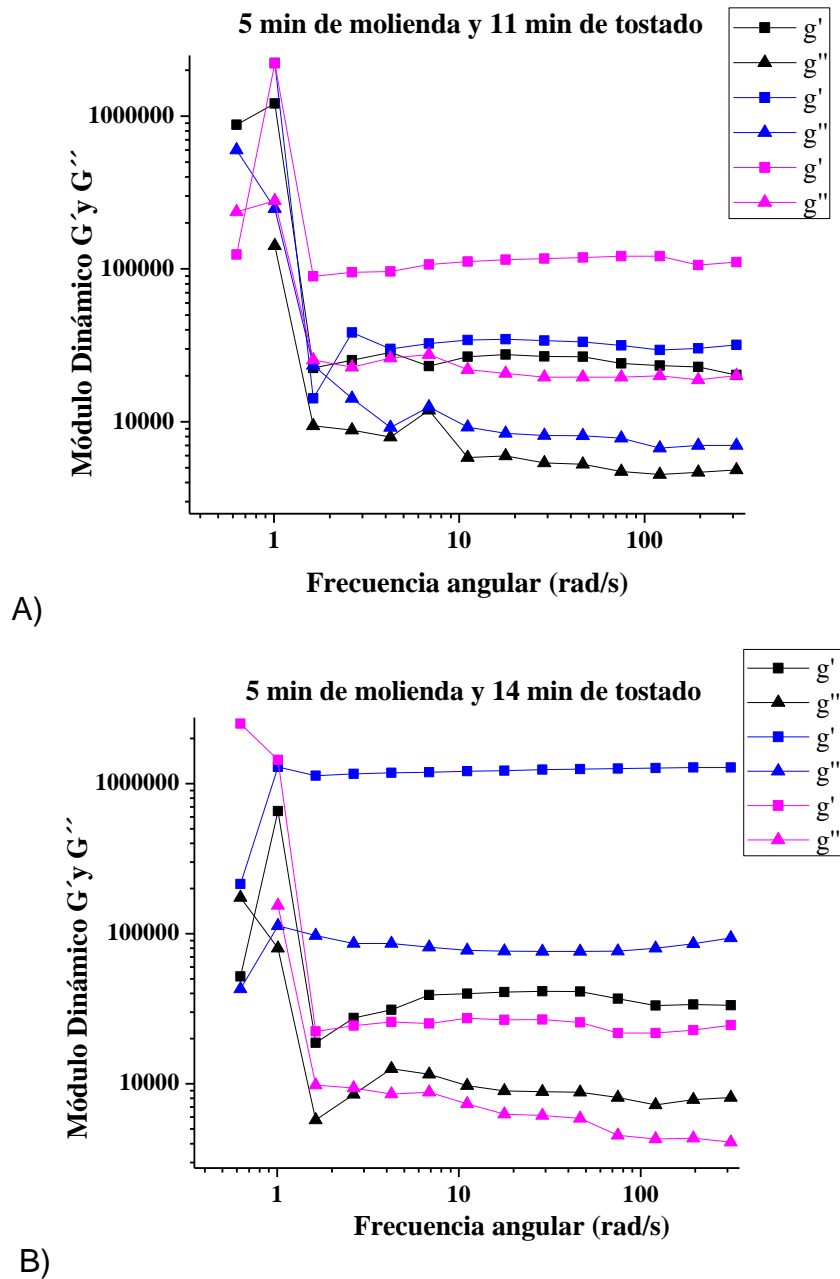 5 min de molienda y 11 min de tostado
g'
g''
g'
g''
g'
g''
1000000
100000
10000
Módulo Dinámico G´y G´´
1
10
100
Frecuencia angular (rad/s)
A)
5 min de molienda y 14 min de tostado
g'
g''
g'
g''
g'
g''
1000000
100000
10000
Módulo Dinámico G´y G´´
1
10
100
Frecuencia angular (rad/s)
B)